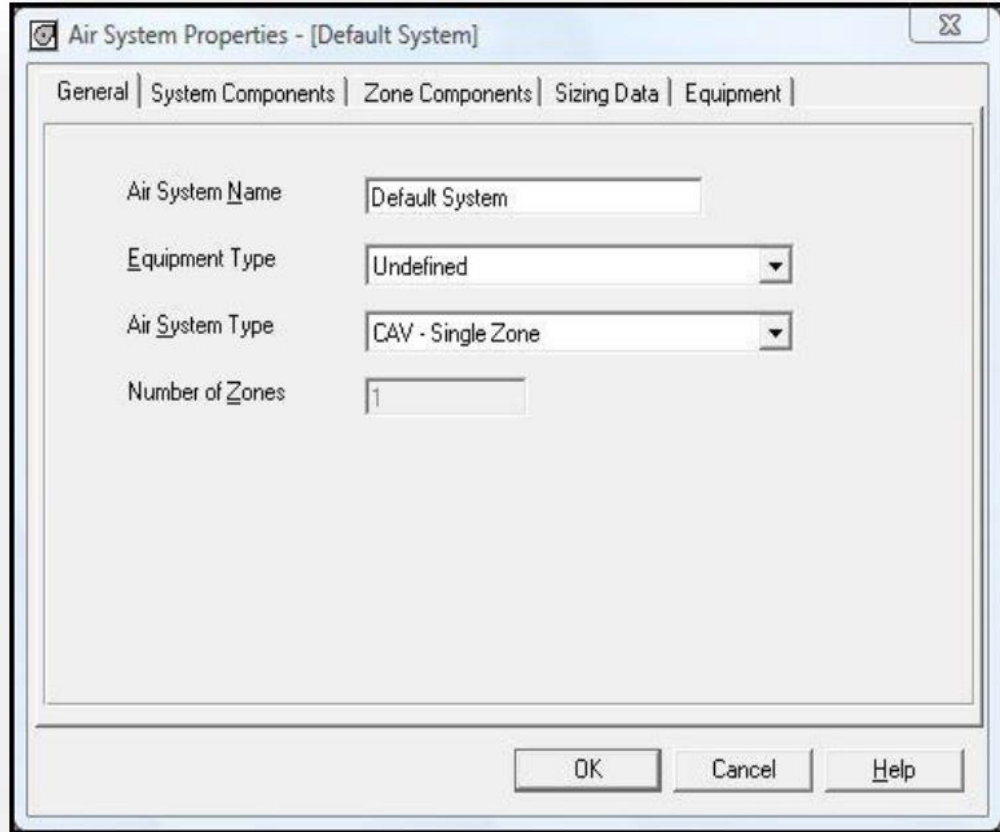 Air System Properties - [Default System]
General System Components Zone Components Sizing Data Equipment
Air System Name Default System
Equipment Type Undefined
Air System Type CAV - Single Zone
Number of Zones 1
OK Cancel Help